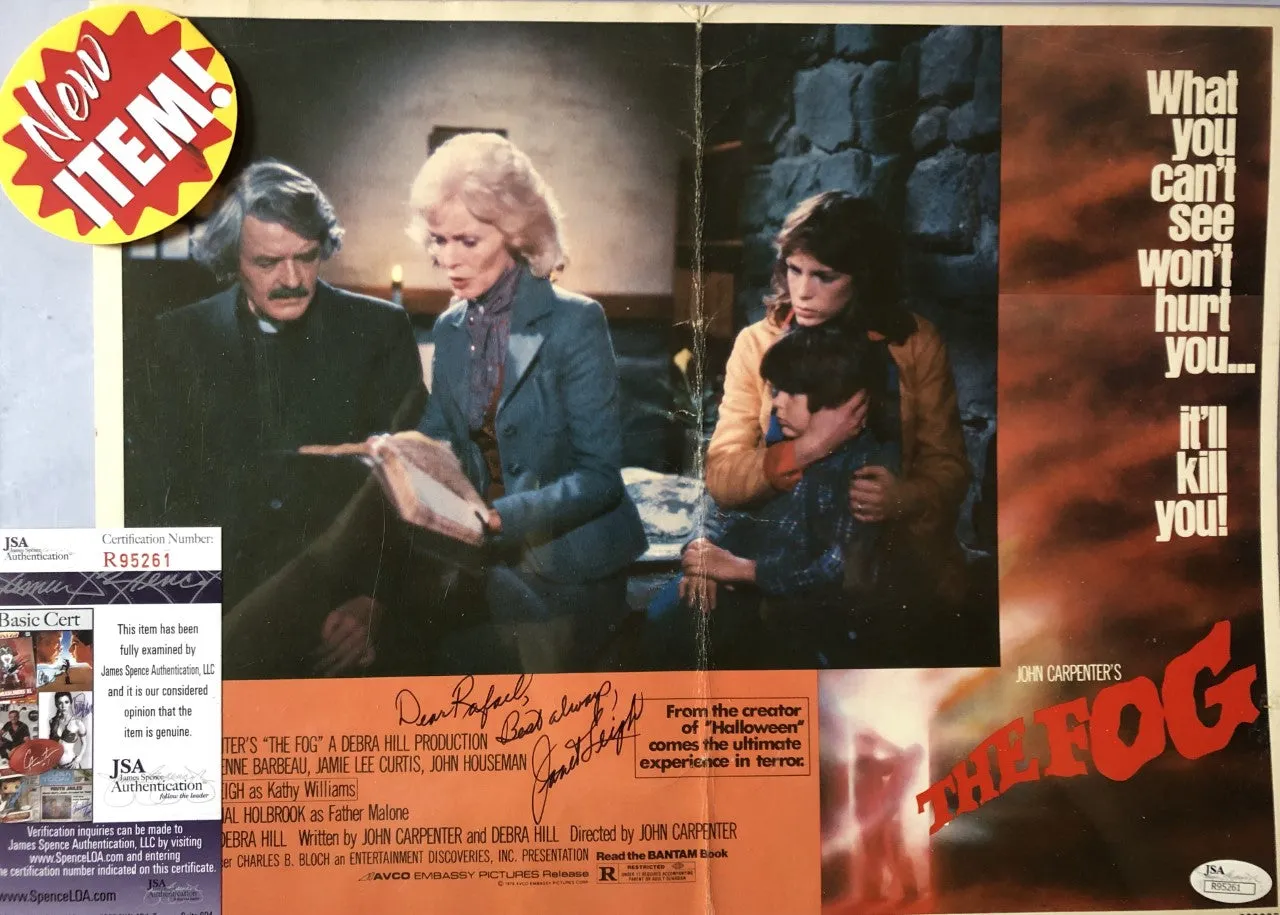 New
ITEM!
What
you
can't
see
won't
hurt
you...
it'll
kill
you!
JSA
James Spence
Authentication
Certification Number:
R95261
Basic Cert
This item has been
fully examined by
James Spence Authentication, LLC
and it is our considered
opinion that the
item is genuine.
JSA
James Spence
Authentication
follow the leader
Verification inquiries can be made to
James Spence Authentication, LLC by visiting
www.SpenceLOA.com and entering
he certification number indicated on this certificate.
www.SpenceLOA.com
JSA
Dear Rafael,
Best always,
Janet Leigh
From the creator
of "Halloween"
comes the ultimate
experience in terror.
TER'S "THE FOG" A DEBRA HILL PRODUCTION
ENNE BARBEAU, JAMIE LEE CURTIS, JOHN HOUSEMAN
EIGH as Kathy Williams
AL HOLBROOK as Father Malone
DEBRA HILL Written by JOHN CARPENTER and DEBRA HILL Directed by JOHN CARPENTER
er CHARLES B. BLOCH an ENTERTAINMENT DISCOVERIES, INC. PRESENTATION Read the BANTAM Book
AVCO EMBASSY PICTURES Release
R RESTRICTED
JOHN CARPENTER'S
THE FOG
JSA
R95261